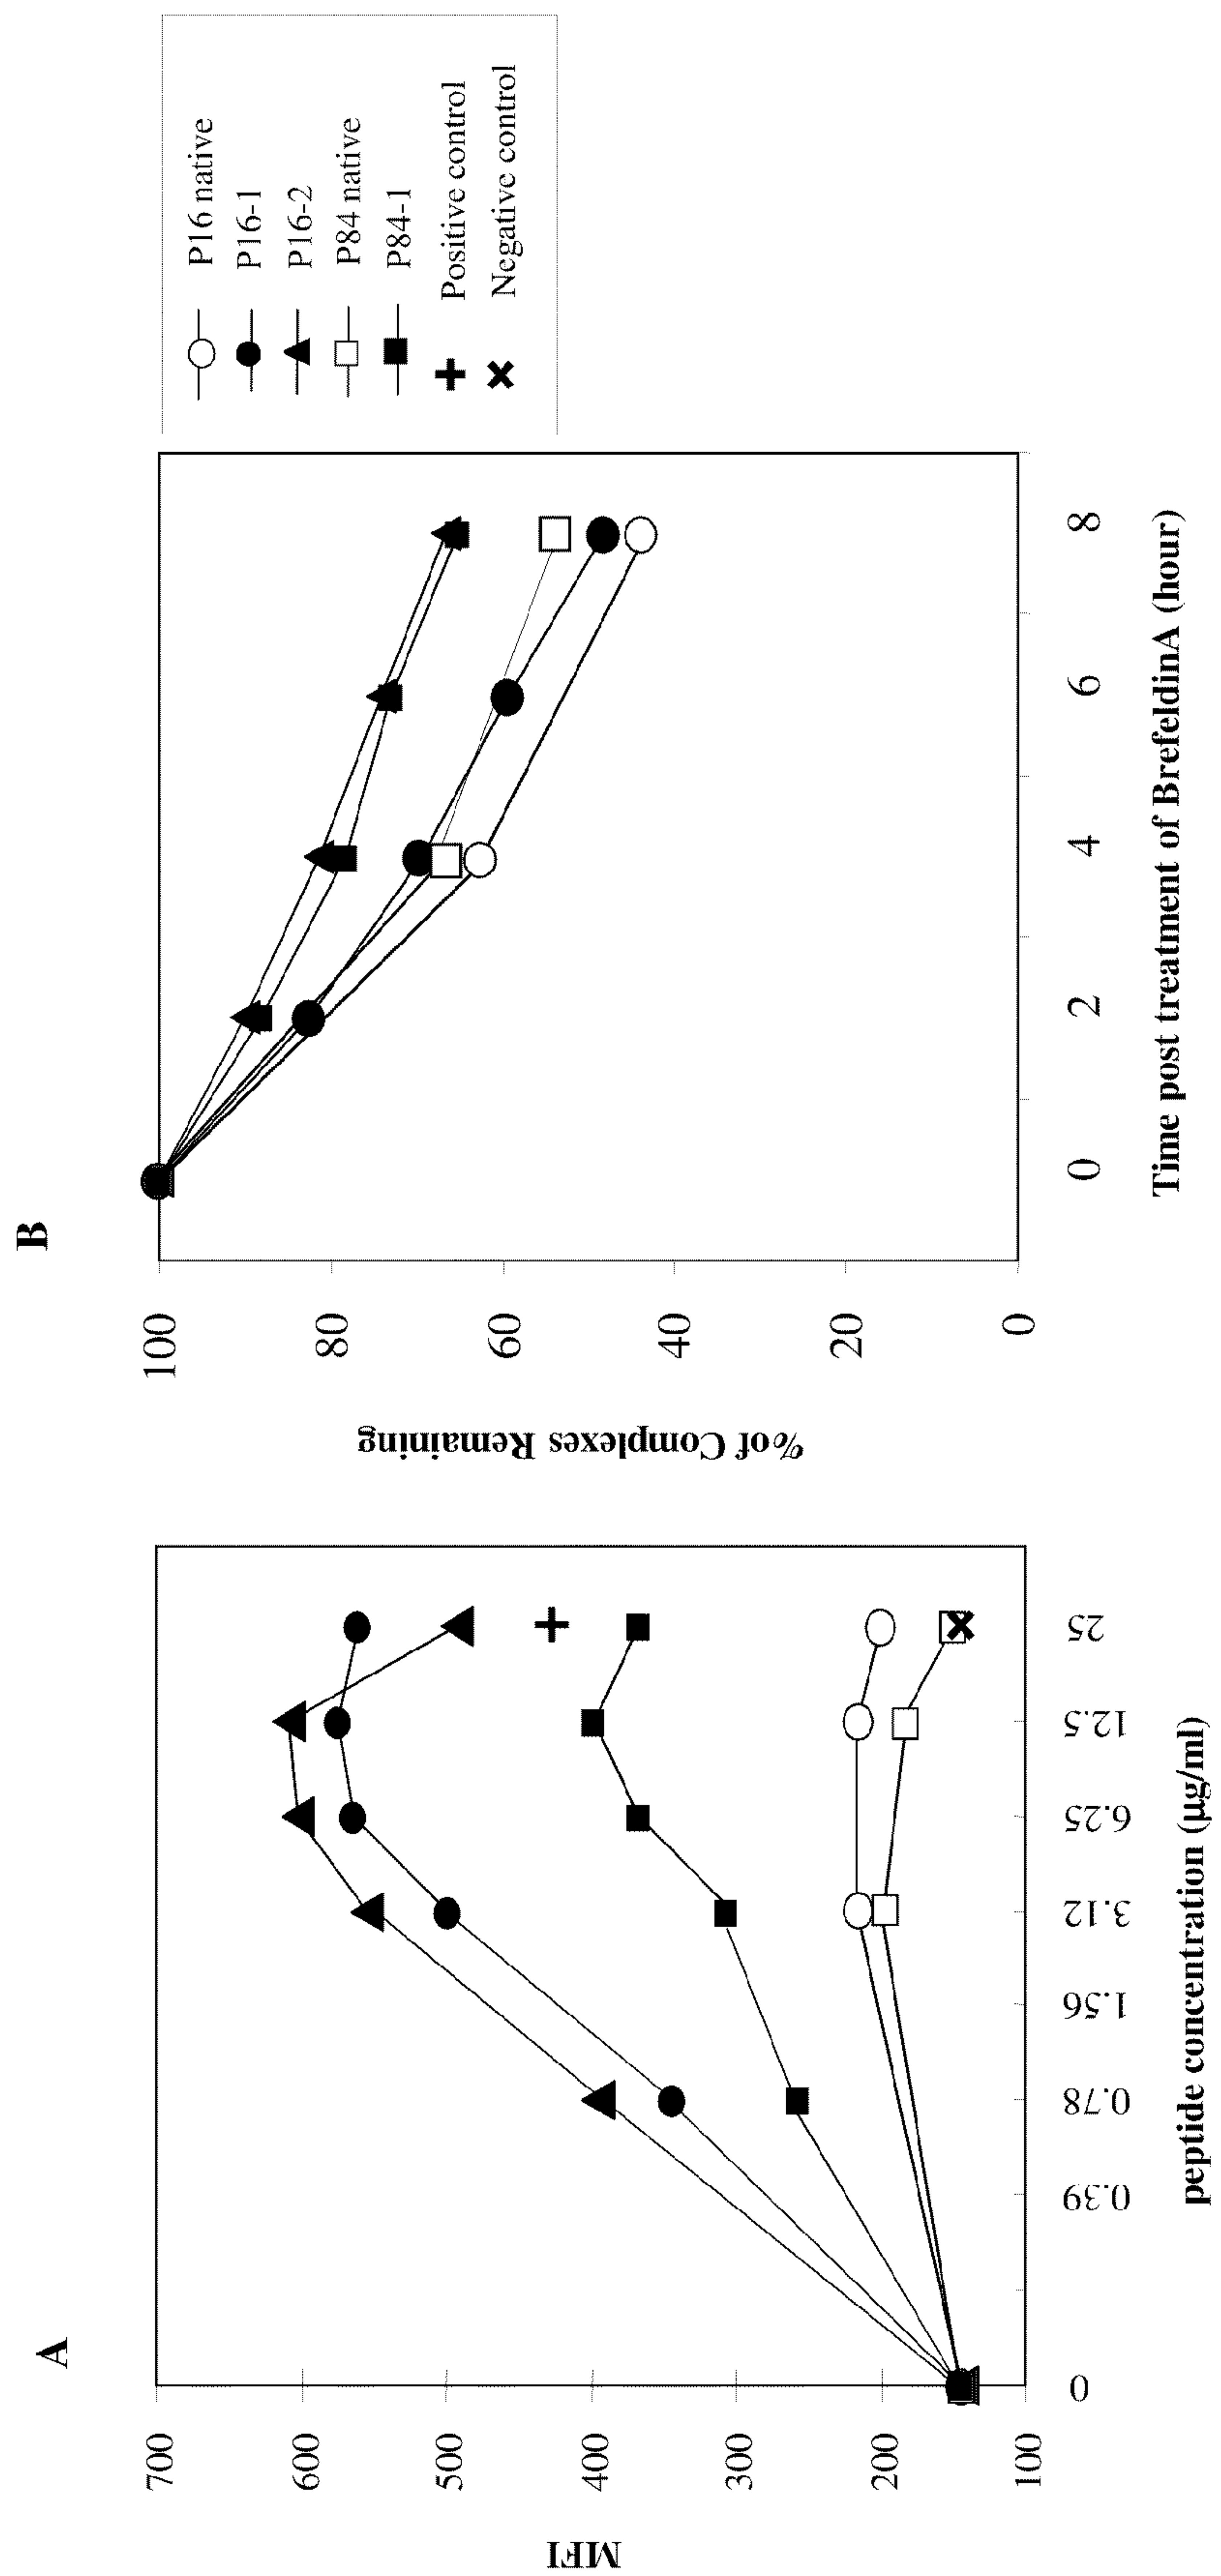 A
MFI
700
600
500
400
300
200
100
0
0.39
0.78
1.56
3.12
6.25
12.5
25
peptide concentration (µg/ml)
B
%of Complexes Remaining
100
80
60
40
20
0
0
2
4
6
8
Time post treatment of BrefeldinA (hour)
P16 native
P16-1
P16-2
P84 native
P84-1
Positive control
Negative control